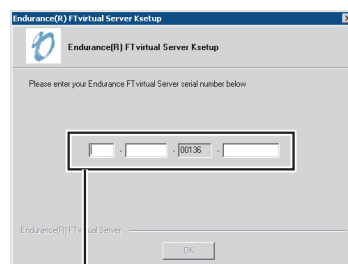 Endurance(R) FTvirtual Server Ksetup
Endurance(R) FTvirtual Server Ksetup
Please enter your Endurance FTvirtual Server serial number below
- - 00136 -
Endurance(R) FTvirtual Server
OK